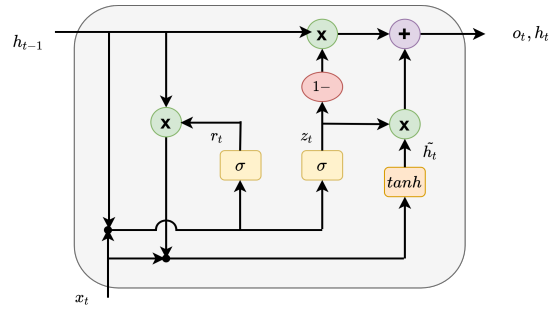 h_{t-1}
x
+
o_t, h_t
1-
x
r_t
z_t
x
σ
σ
h̃_t
tanh
x_t